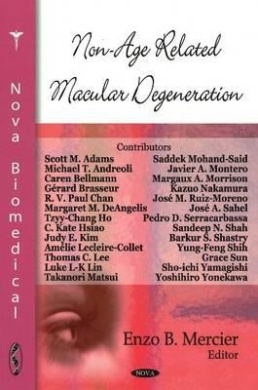 Nova Biomedical
Non-Age Related
Macular Degeneration
Contributors
Scott M. Adams
Michael T. Andreoli
Caren Bellmann
Gérard Brasseur
R. V. Paul Chan
Margaret M. DeAngelis
Tzyy-Chang Ho
C. Kate Hsiao
Judy E. Kim
Amélie Lecleire-Collet
Thomas C. Lee
Luke L-K Lin
Takanori Matsui
Saddek Mohand-Said
Javier A. Montero
Margaux A. Morrison
Kazuo Nakamura
José M. Ruiz-Moreno
José A. Sahel
Pedro D. Serracarbassa
Sandeep N. Shah
Barkur S. Shastry
Yung-Feng Shih
Grace Sun
Sho-ichi Yamagishi
Yoshihiro Yonekawa
Enzo B. Mercier
Editor
NOVA